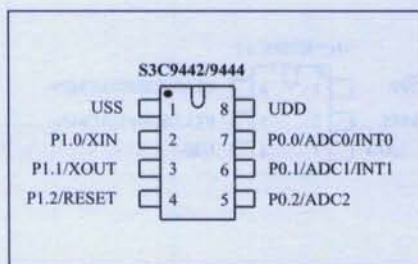 S3C9442/9444
USS 1 8 UDD
P1.0/XIN 2 7 P0.0/ADC0/INT0
P1.1/XOUT 3 6 P0.1/ADC1/INT1
P1.2/RESET 4 5 P0.2/ADC2